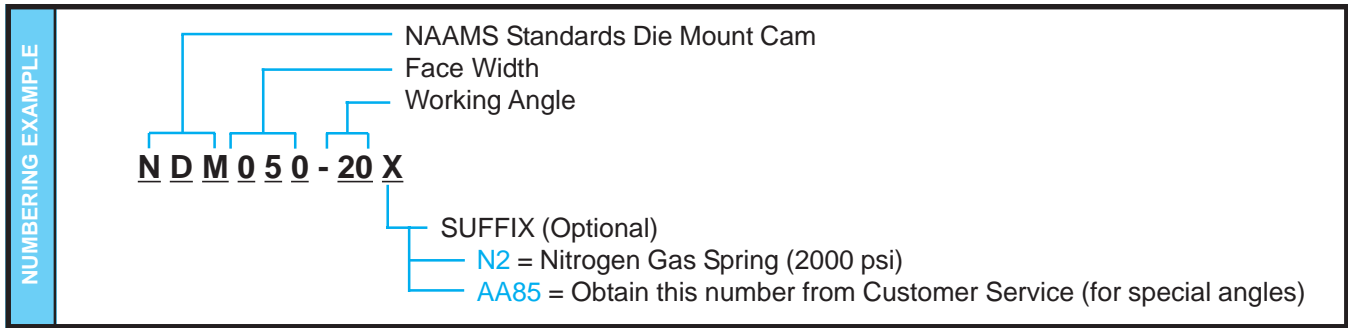 NUMBERING EXAMPLE
NAAMS Standards Die Mount Cam
Face Width
Working Angle
N D M 0 5 0 - 20 X
SUFFIX (Optional)
N2 = Nitrogen Gas Spring (2000 psi)
AA85 = Obtain this number from Customer Service (for special angles)